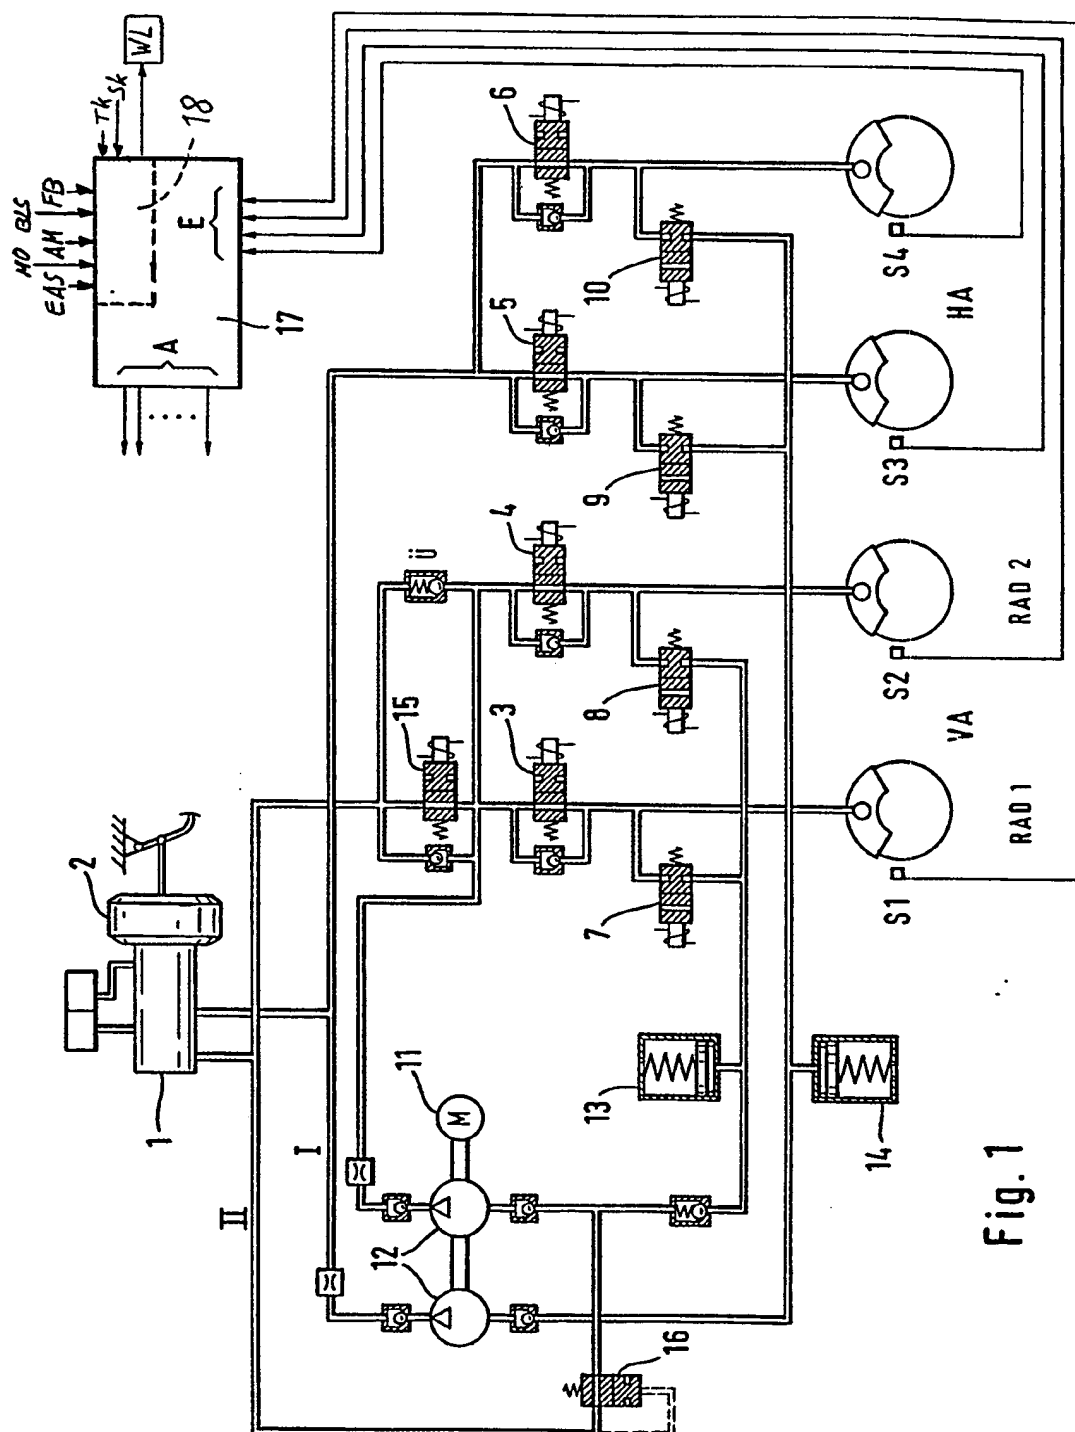 WL
TK
SK
18
MO BLS
EAS AM FB
E
17
A
6
10
5
9
4
Ü
8
15
3
7
2
1
I
II
11
M
12
13
14
16
S4
S3
HA
S2
RAD 2
VA
S1
RAD 1
Fig. 1